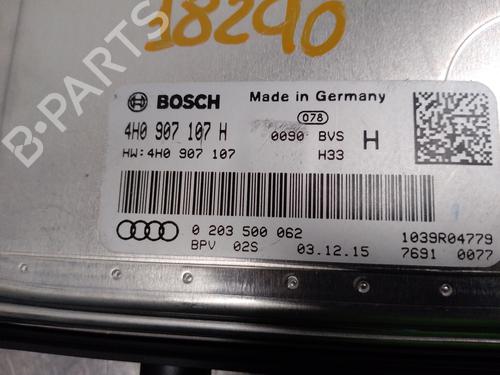 18290
BOSCH Made in Germany
4H0 907 107 H 078 0090 BVS H
HW:4H0 907 107 H33
0 203 500 062 1039R04779
BPV 02S 03.12.15 7691 0077